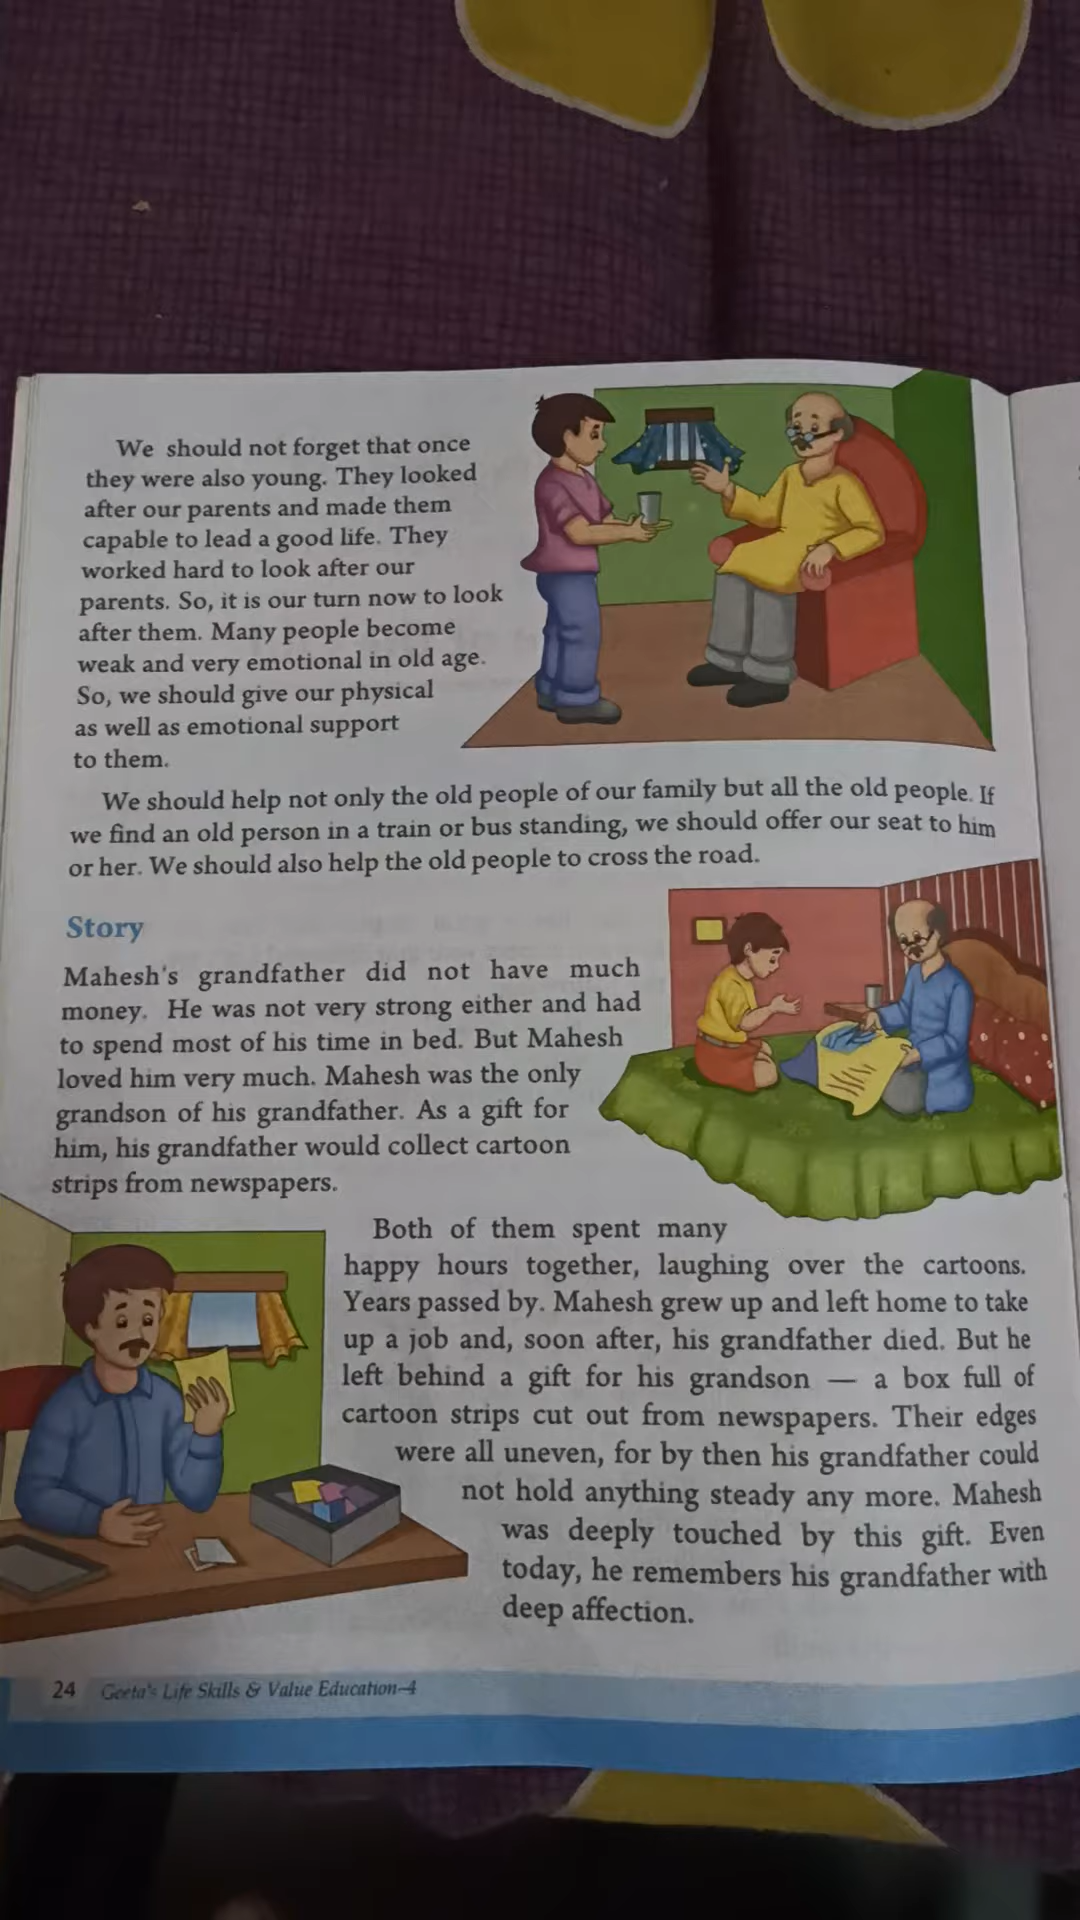 We should not forget that once
they were also young. They looked
after our parents and made them
capable to lead a good life. They
worked hard to look after our
parents. So, it is our turn now to look
after them. Many people become
weak and very emotional in old age.
So, we should give our physical
as well as emotional support
to them.
We should help not only the old people of our family but all the old people. If
we find an old person in a train or bus standing, we should offer our seat to him
or her. We should also help the old people to cross the road.
Story
Mahesh's grandfather did not have much
money. He was not very strong either and had
to spend most of his time in bed. But Mahesh
loved him very much. Mahesh was the only
grandson of his grandfather. As a gift for
him, his grandfather would collect cartoon
strips from newspapers.
Both of them spent many
happy hours together, laughing over the cartoons.
Years passed by. Mahesh grew up and left home to take
up a job and, soon after, his grandfather died. But he
left behind a gift for his grandson — a box full of
cartoon strips cut out from newspapers. Their edges
were all uneven, for by then his grandfather could
not hold anything steady any more. Mahesh
was deeply touched by this gift. Even
today, he remembers his grandfather with
deep affection.
24 Geeta's Life Skills & Value Education-4